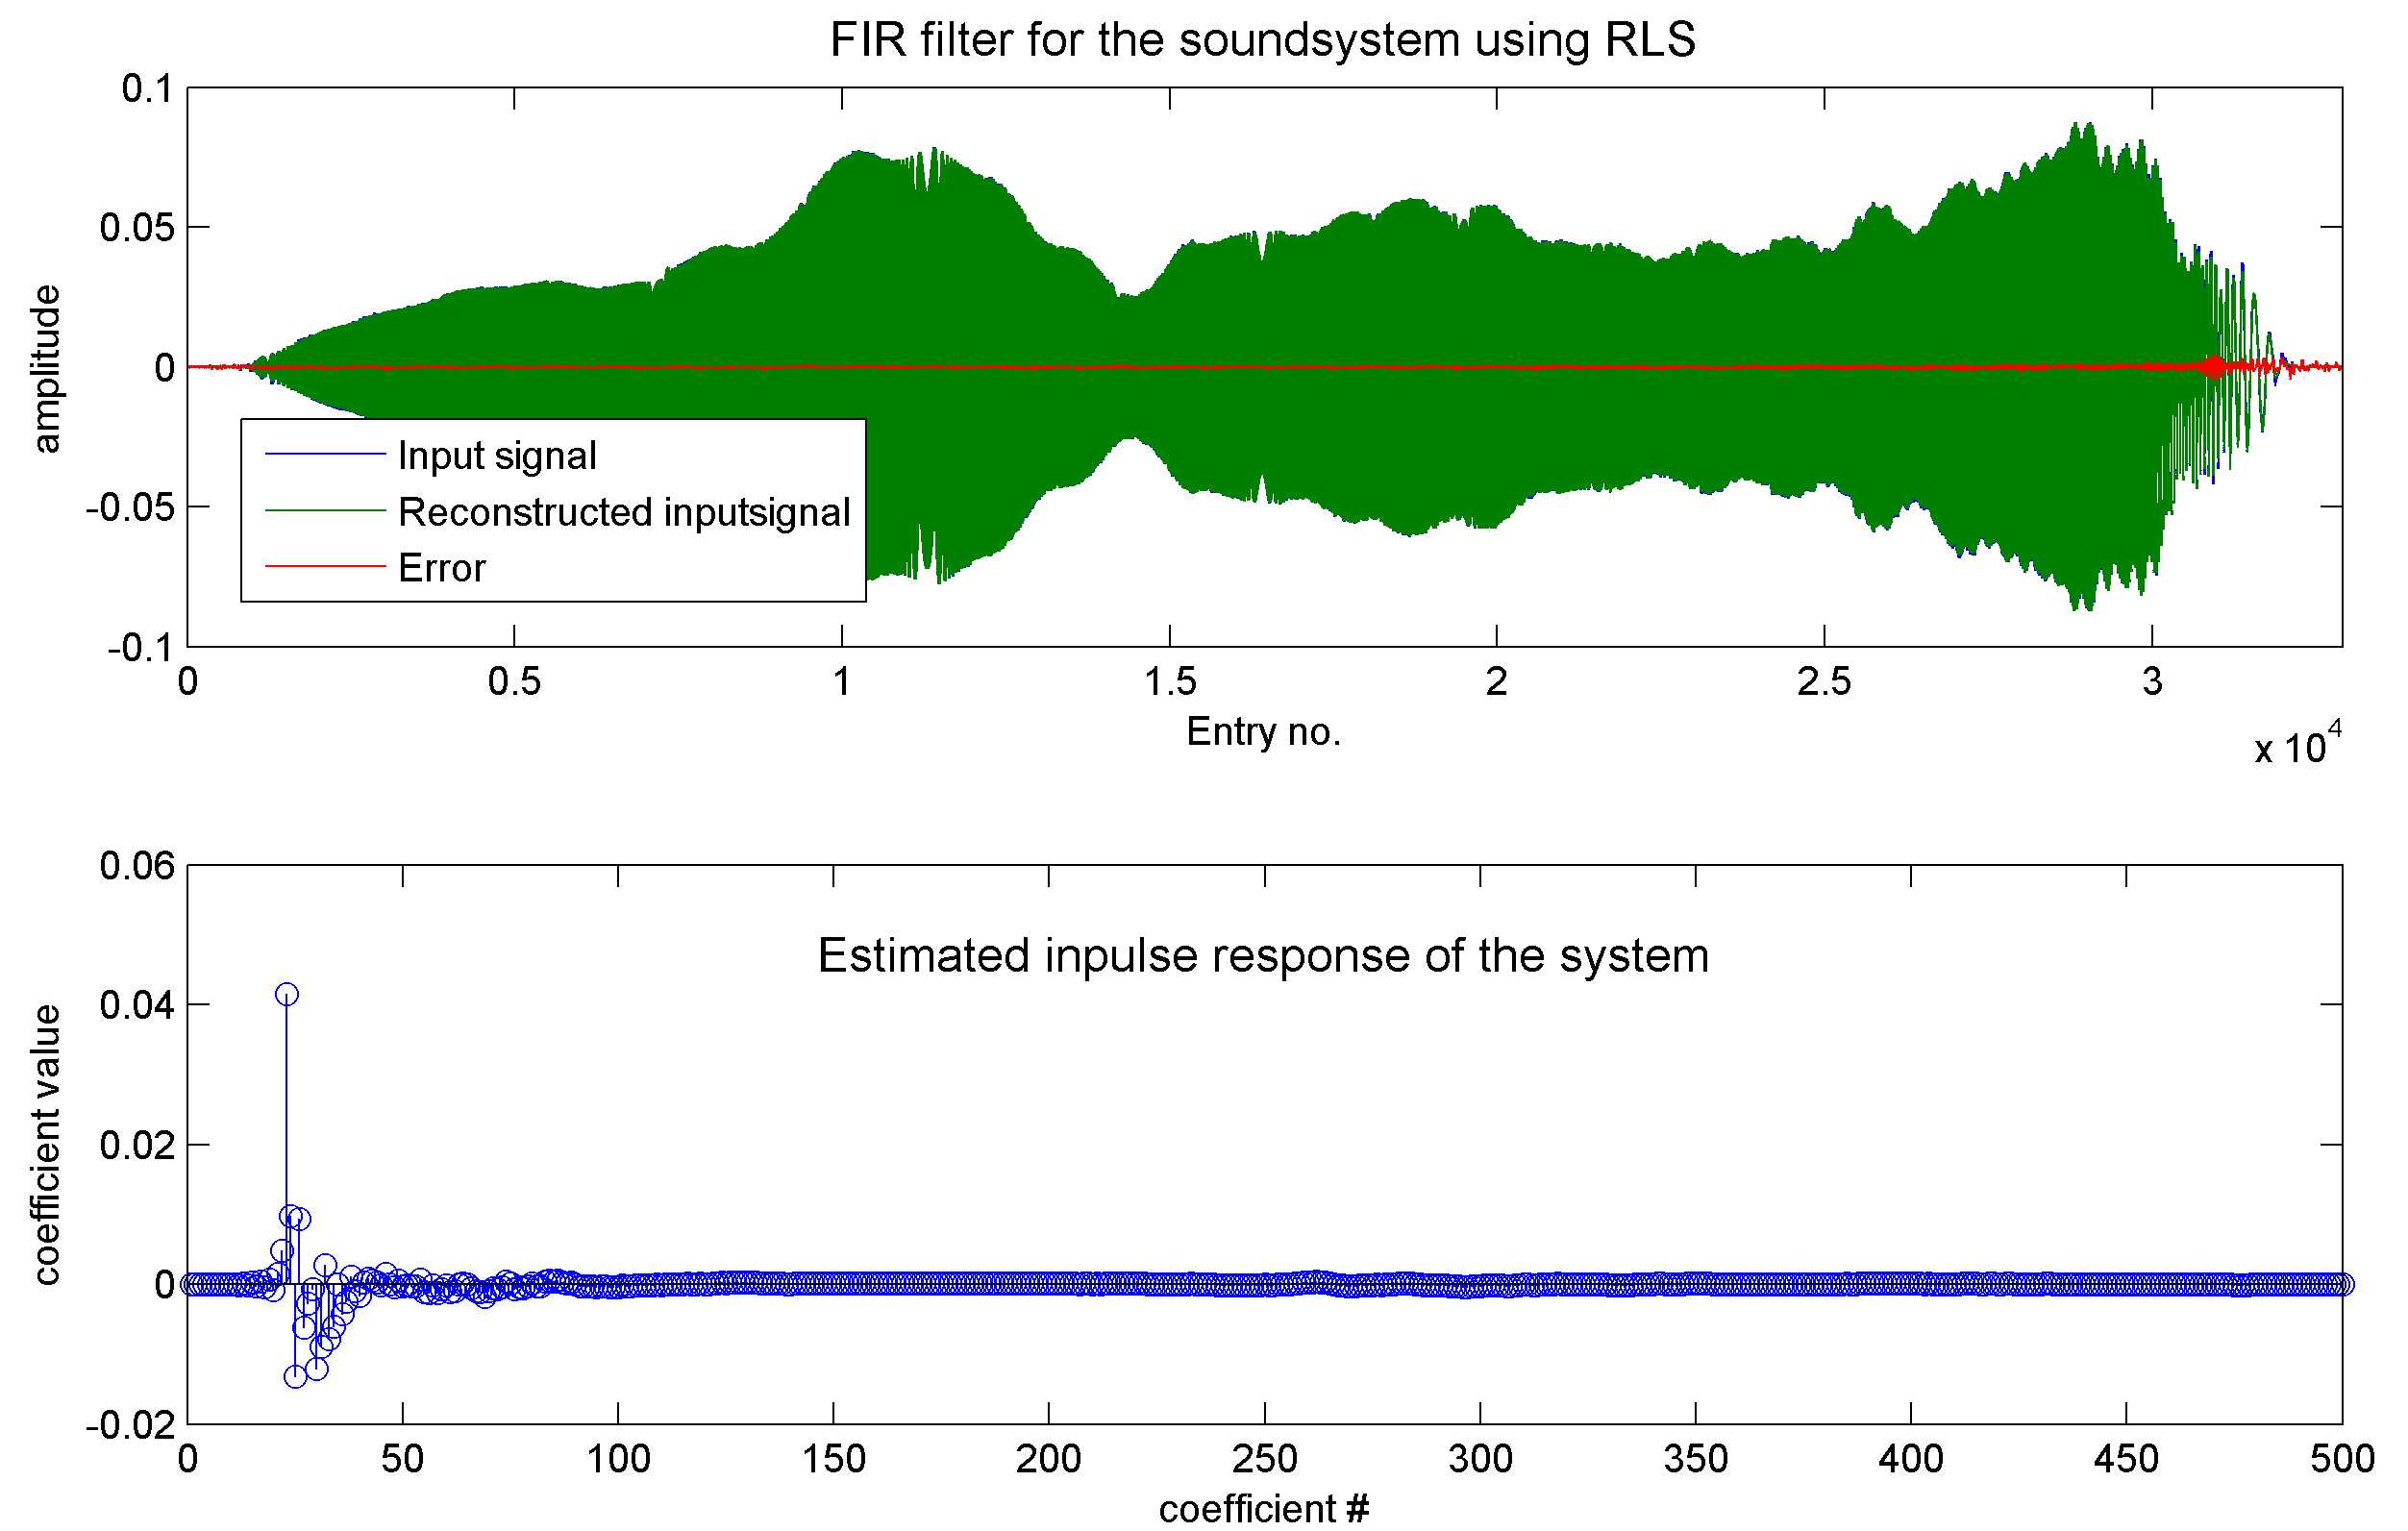 FIR filter for the soundsystem using RLS
0.1
0.05
0
-0.05
-0.1
amplitude
Input signal
Reconstructed inputsignal
Error
0 0.5 1 1.5 2 2.5 3
Entry no.
x 10^4
Estimated inpulse response of the system
0.06
0.04
0.02
0
-0.02
coefficient value
0 50 100 150 200 250 300 350 400 450 500
coefficient #